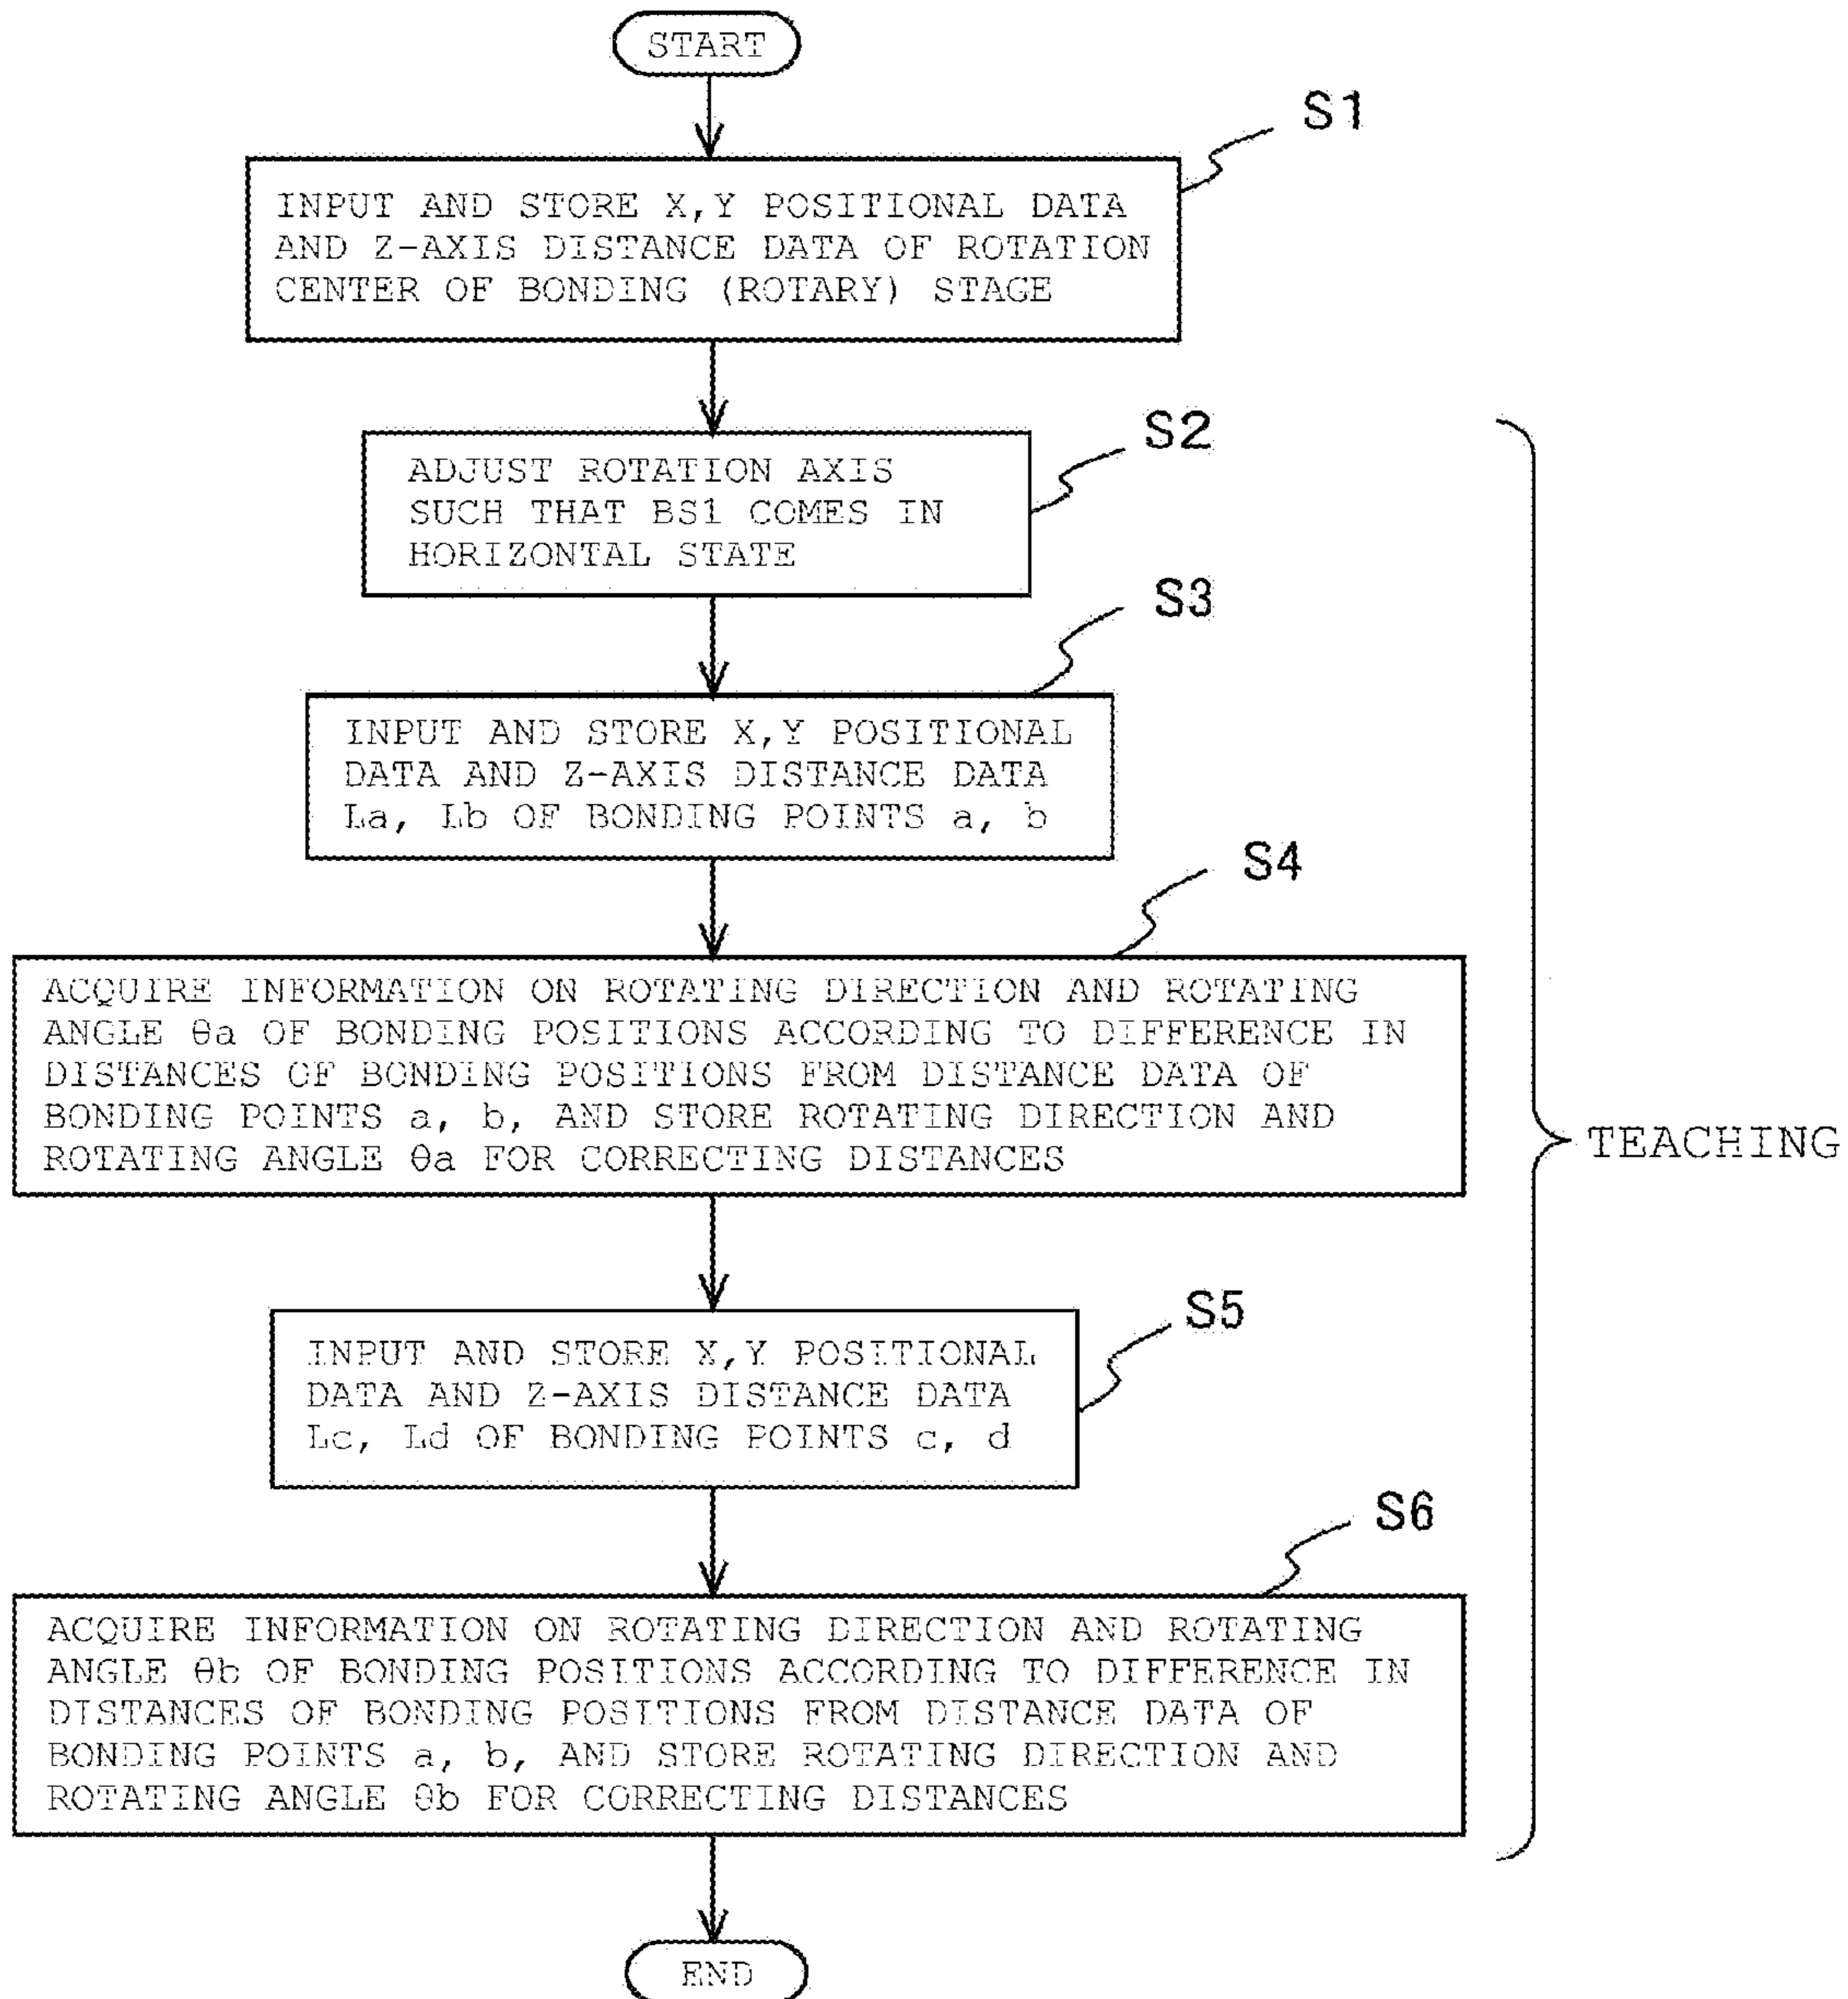 START
S1
INPUT AND STORE X,Y POSITIONAL DATA
AND Z-AXIS DISTANCE DATA OF ROTATION
CENTER OF BONDING (ROTARY) STAGE
S2
ADJUST ROTATION AXIS
SUCH THAT BS1 COMES IN
HORIZONTAL STATE
S3
INPUT AND STORE X,Y POSITIONAL
DATA AND Z-AXIS DISTANCE DATA
La, Lb OF BONDING POINTS a, b
S4
ACQUIRE INFORMATION ON ROTATING DIRECTION AND ROTATING
ANGLE θa OF BONDING POSITIONS ACCORDING TO DIFFERENCE IN
DISTANCES OF BONDING POSITIONS FROM DISTANCE DATA OF
BONDING POINTS a, b, AND STORE ROTATING DIRECTION AND
ROTATING ANGLE θa FOR CORRECTING DISTANCES
TEACHING
S5
INPUT AND STORE X,Y POSITIONAL
DATA AND Z-AXIS DISTANCE DATA
Lc, Ld OF BONDING POINTS c, d
S6
ACQUIRE INFORMATION ON ROTATING DIRECTION AND ROTATING
ANGLE θb OF BONDING POSITIONS ACCORDING TO DIFFERENCE IN
DISTANCES OF BONDING POSITIONS FROM DISTANCE DATA OF
BONDING POINTS a, b, AND STORE ROTATING DIRECTION AND
ROTATING ANGLE θb FOR CORRECTING DISTANCES
END